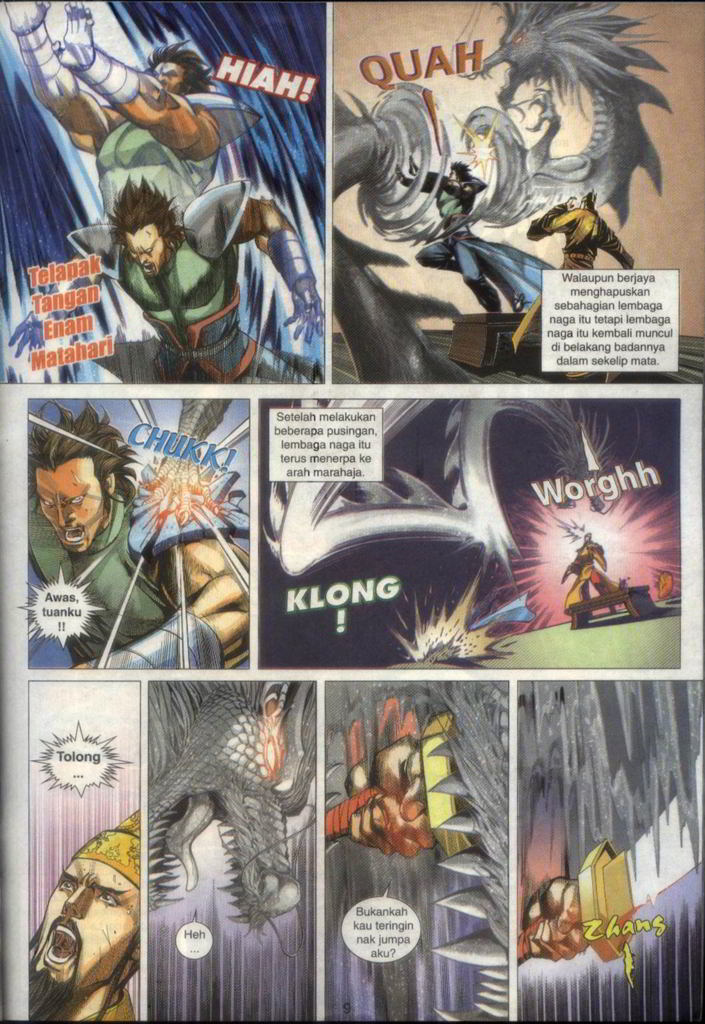 HIAH!
Telapak
Tangan
Enam
Matahari
QUAH
!
Walaupun berjaya
menghapuskan
sebahagian lembaga
naga itu tetapi lembaga
naga itu kembali muncul
di belakang badannya
dalam sekelip mata.
CHUKK!
Awas,
tuanku
!!
Setelah melakukan
beberapa pusingan,
lembaga naga itu
terus menerpa ke
arah marahaja.
Worghh
!
KLONG
!
Tolong
...
Heh
...
Bukankah
kau teringin
nak jumpa
aku?
Zhang
!
9